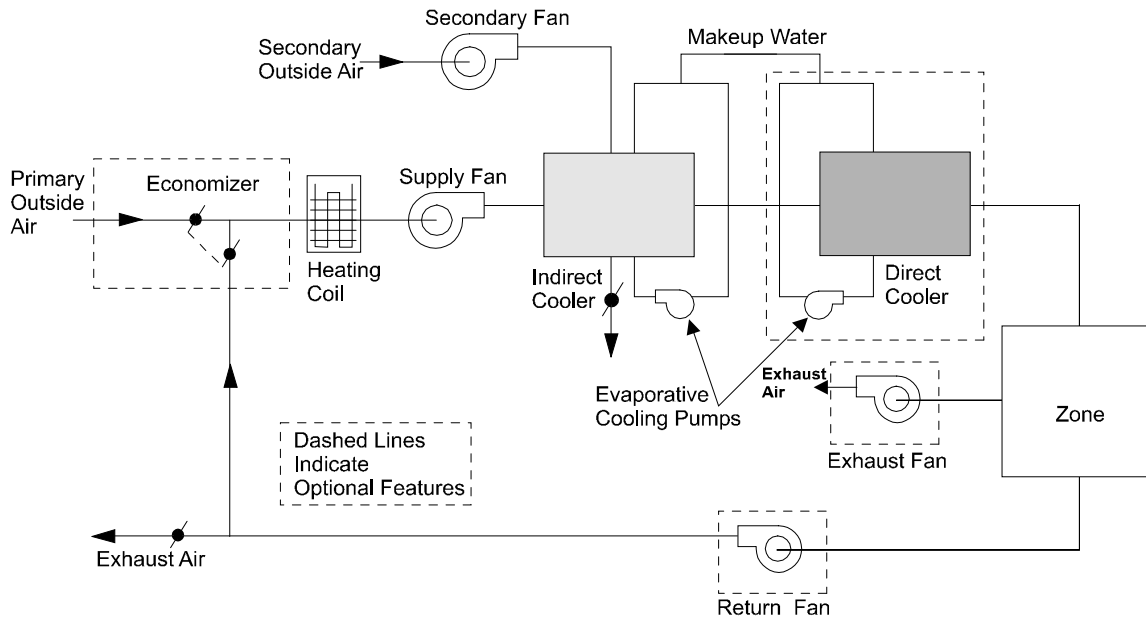 Secondary Fan
Secondary
Outside Air
Makeup Water
Primary
Outside
Air
Economizer
Supply Fan
Heating
Coil
Indirect
Cooler
Direct
Cooler
Evaporative
Cooling Pumps
Exhaust
Air
Exhaust Fan
Zone
Dashed Lines
Indicate
Optional Features
Exhaust Air
Return Fan